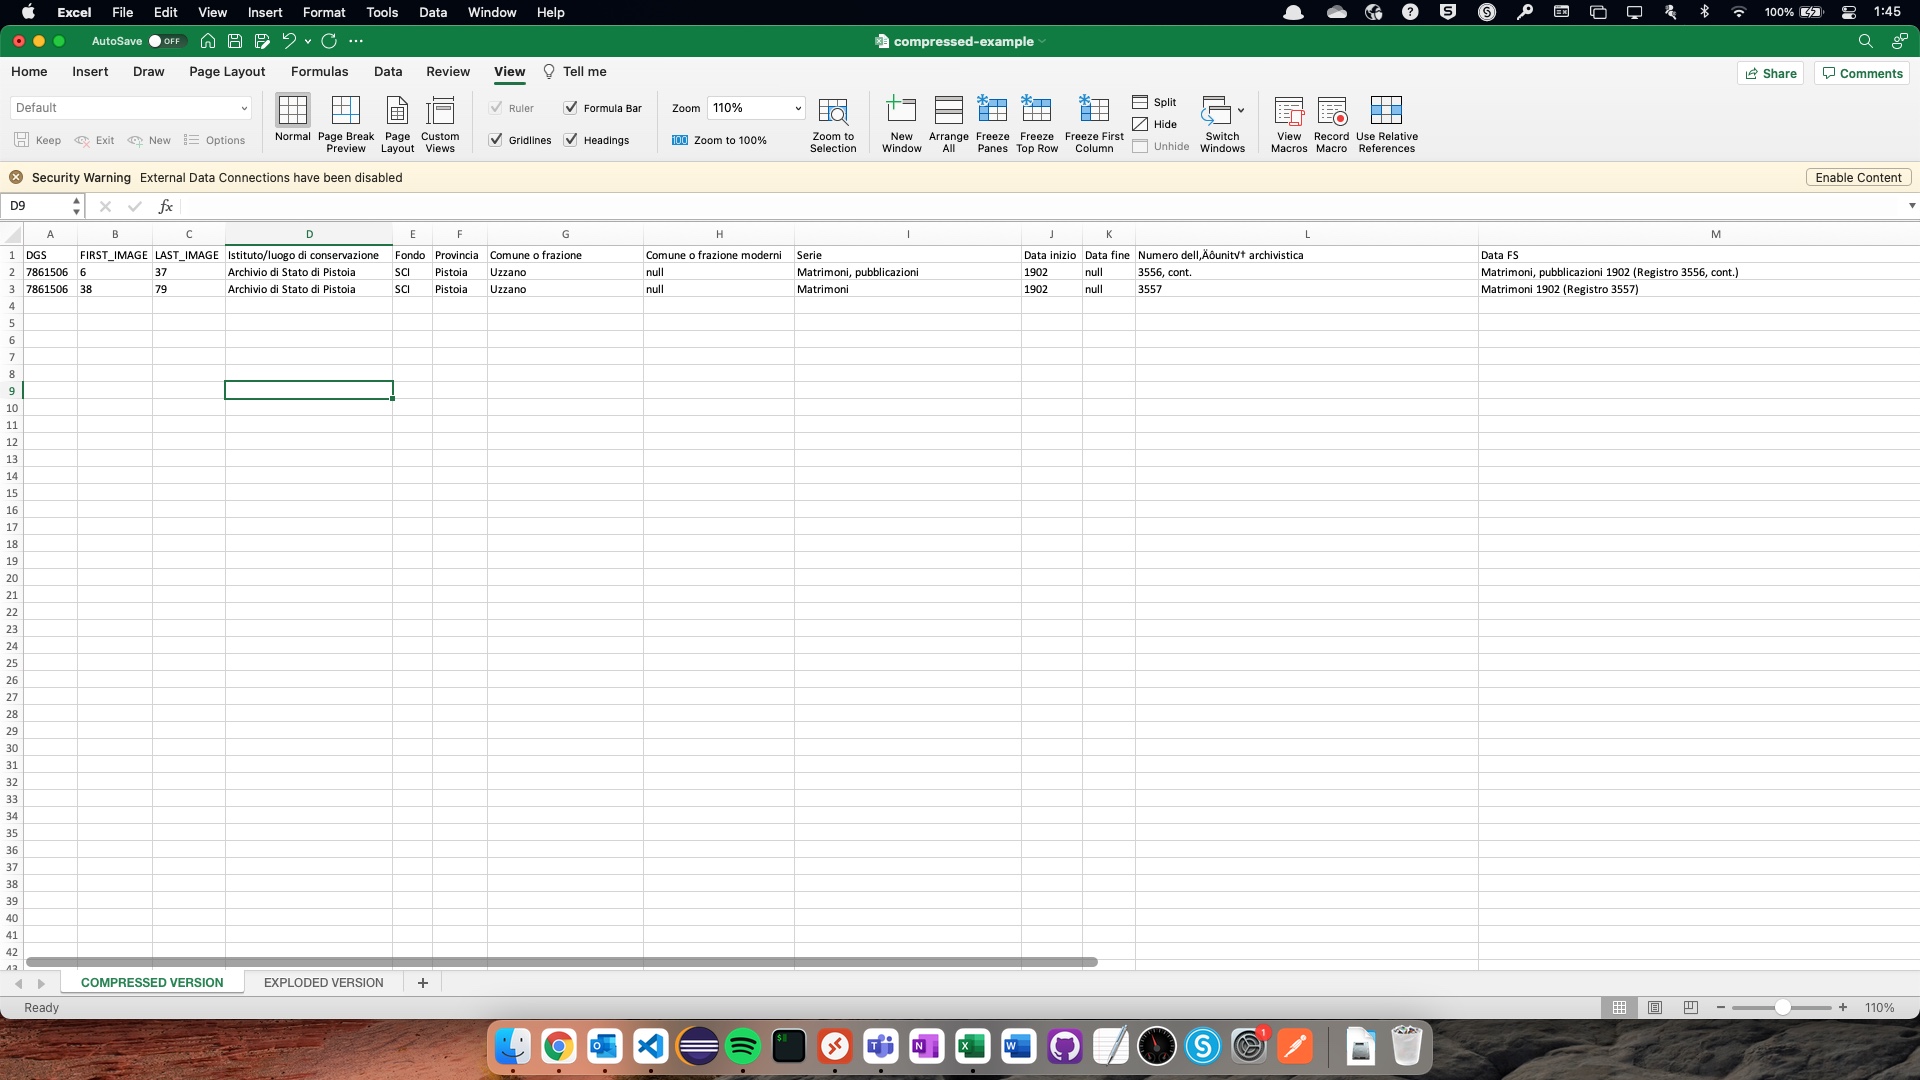 Excel File Edit View Insert Format Tools Data Window Help 100% 1:45
AutoSave OFF compressed-example
Home Insert Draw Page Layout Formulas Data Review View Tell me Share Comments
Default Keep Exit New Options
Normal Page Break Preview Page Layout Custom Views
Ruler Formula Bar Gridlines Headings
Zoom 110% Zoom to 100% Zoom to Selection
New Window Arrange All Freeze Panes Freeze Top Row Freeze First Column Split Hide Unhide Switch Windows
View Macros Record Macro Use Relative References
Security Warning External Data Connections have been disabled Enable Content
D9 fx
A B C D E F G H I J K L M
1 DGS FIRST_IMAGE LAST_IMAGE Istituto/luogo di conservazione Fondo Provincia Comune o frazione Comune o frazione moderni Serie Data inizio Data fine Numero dell‚Äôunit√† archivistica Data FS
2 7861506 6 37 Archivio di Stato di Pistoia SCI Pistoia Uzzano null Matrimoni, pubblicazioni 1902 null 3556, cont. Matrimoni, pubblicazioni 1902 (Registro 3556, cont.)
3 7861506 38 79 Archivio di Stato di Pistoia SCI Pistoia Uzzano null Matrimoni 1902 null 3557 Matrimoni 1902 (Registro 3557)
4
5
6
7
8
9
10
11
12
13
14
15
16
17
18
19
20
21
22
23
24
25
26
27
28
29
30
31
32
33
34
35
36
37
38
39
40
41
42
43
COMPRESSED VERSION EXPLODED VERSION +
Ready 110%